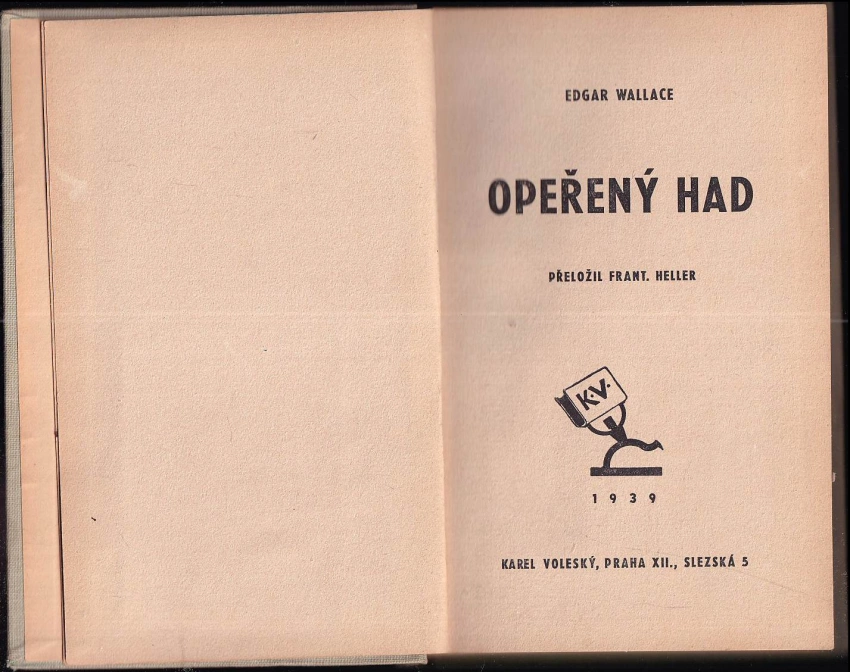 EDGAR WALLACE
OPEŘENÝ HAD
PŘELOŽIL FRANT. HELLER
K.V.
1939
KAREL VOLESKÝ, PRAHA XII., SLEZSKÁ 5